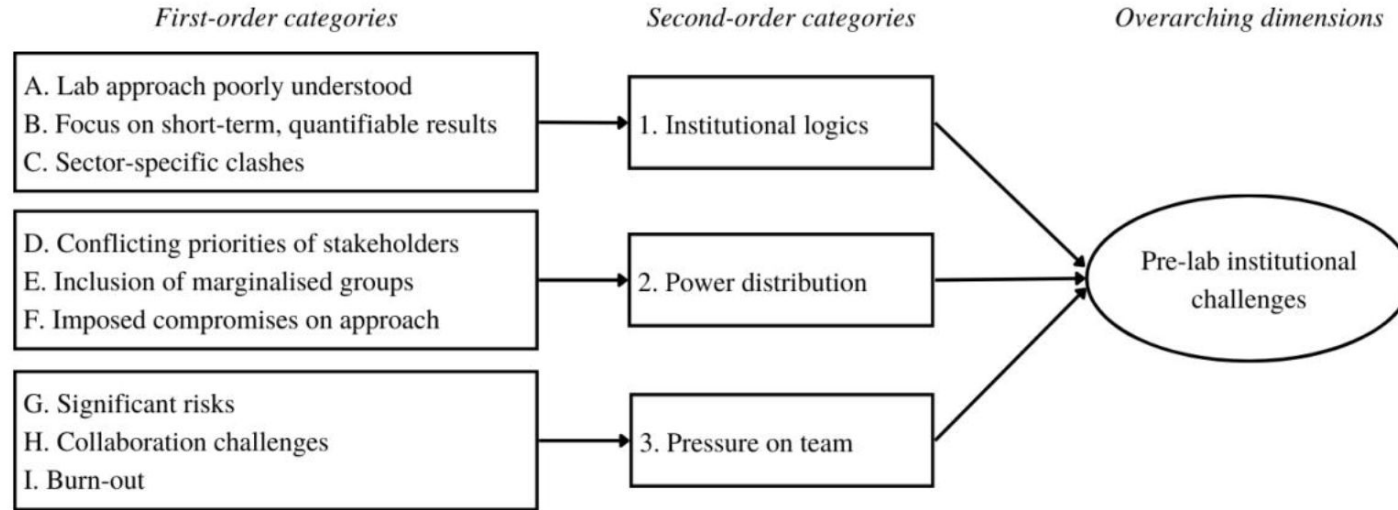 First-order categories
Second-order categories
Overarching dimensions
A. Lab approach poorly understood
B. Focus on short-term, quantifiable results
C. Sector-specific clashes
1. Institutional logics
D. Conflicting priorities of stakeholders
E. Inclusion of marginalised groups
F. Imposed compromises on approach
2. Power distribution
Pre-lab institutional
challenges
G. Significant risks
H. Collaboration challenges
I. Burn-out
3. Pressure on team